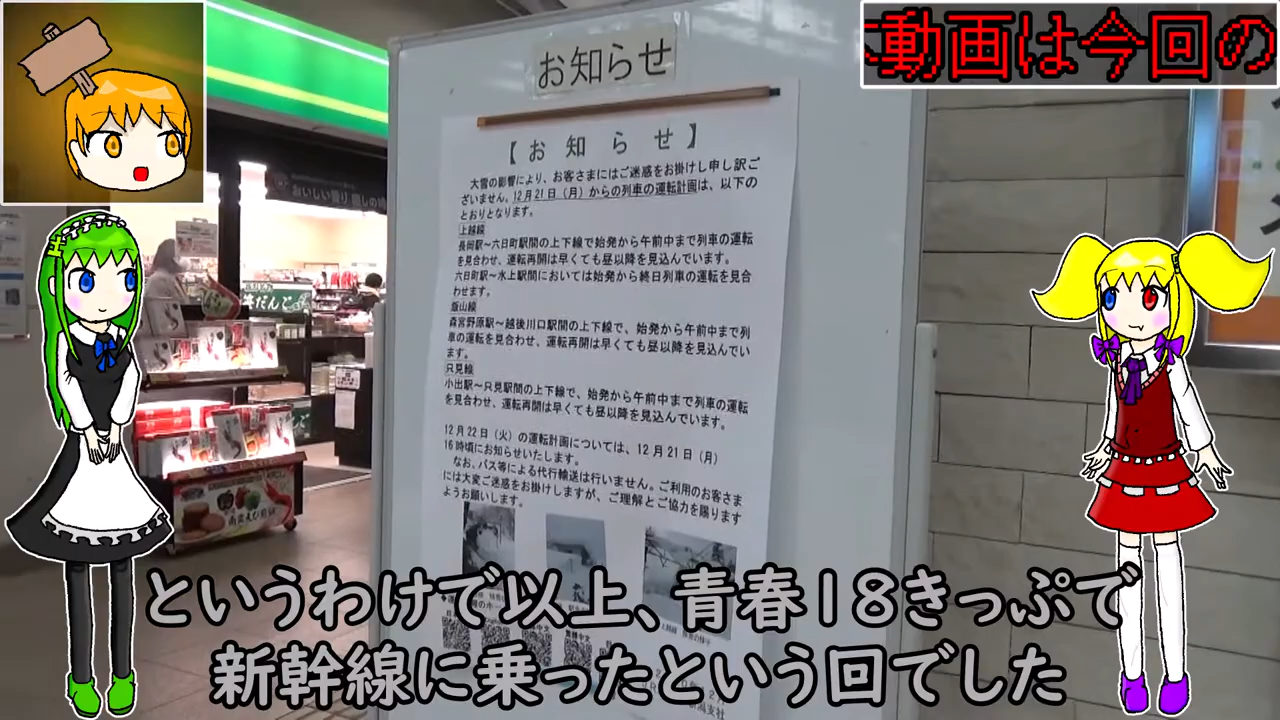 本動画は今回の
お知らせ
【お知らせ】
大雪の影響により、お客さまにはご迷惑をお掛けし申し訳ご
ざいません。12月21日（月）からの列車の運転計画は、以下の
とおりとなります。
上越線
長岡駅～六日町駅間の上下線で始発から午前中まで列車の運転
を見合わせ、運転再開は早くても昼以降を見込んでいます。
六日町駅～水上駅間においては始発から終日列車の運転を見合
わせます。
飯山線
森宮野原駅～越後川口駅間の上下線で、始発から午前中まで列
車の運転を見合わせ、運転再開は早くても昼以降を見込んでい
ます。
只見線
小出駅～只見駅間の上下線で、始発から午前中まで列車の運転
を見合わせ、運転再開は早くても昼以降を見込んでいます。
12月22日（火）の運転計画については、12月21日（月）
16時頃にお知らせいたします。
なお、バス等による代行輸送は行いません。ご利用のお客さま
には大変ご迷惑をお掛けしますが、ご理解とご協力を賜ります
ようお願いします。
というわけで以上、青春18きっぷで
新幹線に乗ったという回でした